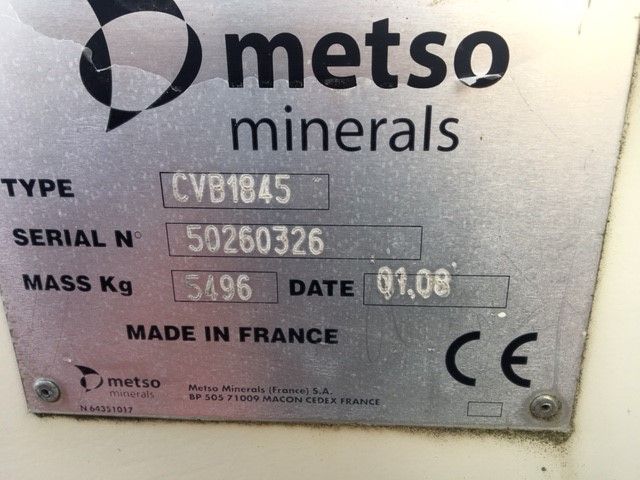 metso
minerals
TYPE CVB1845
SERIAL N° 50260326
MASS Kg 5496 DATE 01.08
MADE IN FRANCE
CE
metso
minerals
Metso Minerals (France) S.A.
BP 505 71009 MACON CEDEX FRANCE
N 64351017